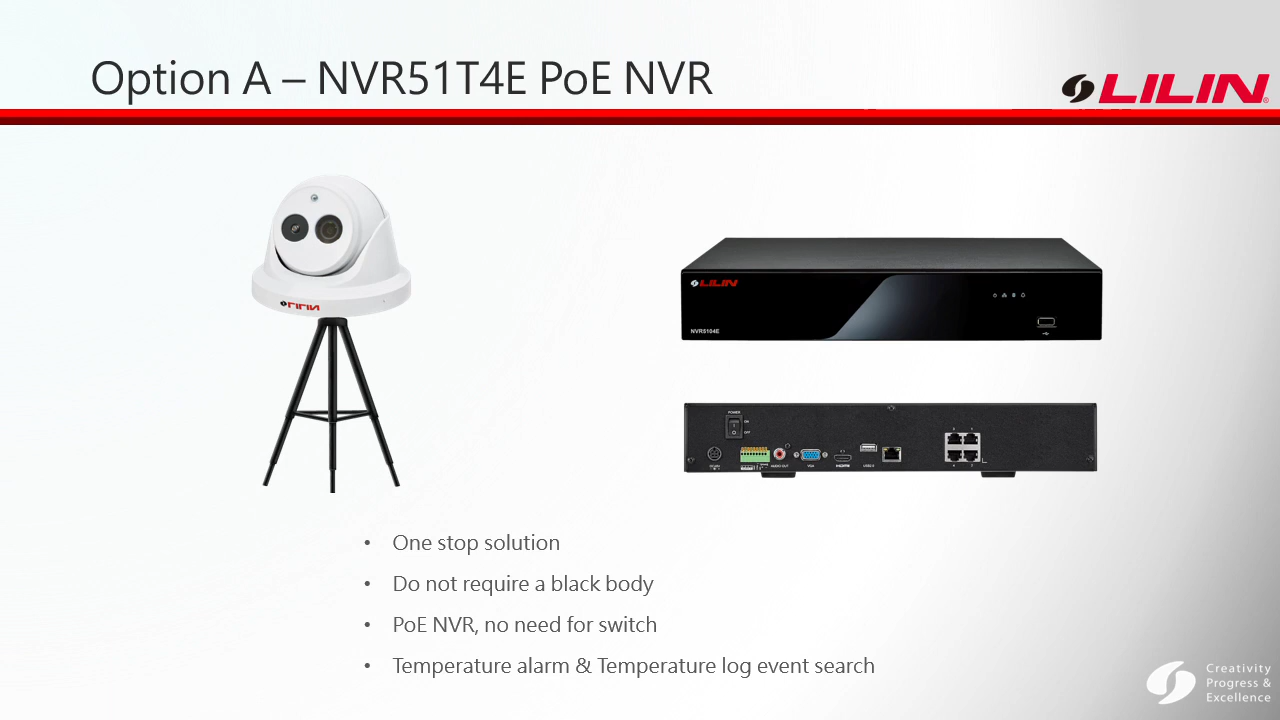 Option A – NVR51T4E PoE NVR
LILIN®
LILIN
LILIN
NVR5104E
POWER
ON
OFF
AUDIO OUT
VGA
HDMI
USB2.0
• One stop solution
• Do not require a black body
• PoE NVR, no need for switch
• Temperature alarm & Temperature log event search
Creativity
Progress &
Excellence